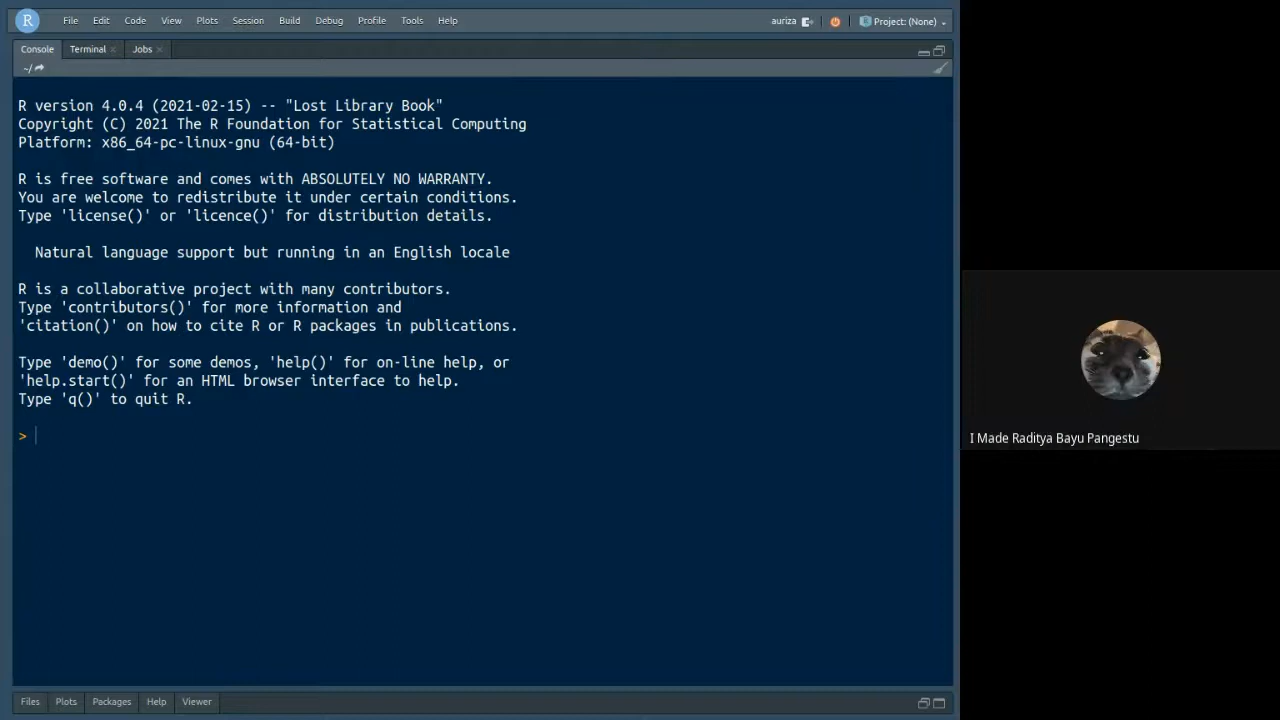 R File Edit Code View Plots Session Build Debug Profile Tools Help auriza Project: (None)
Console Terminal Jobs
~/
R version 4.0.4 (2021-02-15) -- "Lost Library Book"
Copyright (C) 2021 The R Foundation for Statistical Computing
Platform: x86_64-pc-linux-gnu (64-bit)
R is free software and comes with ABSOLUTELY NO WARRANTY.
You are welcome to redistribute it under certain conditions.
Type 'license()' or 'licence()' for distribution details.
Natural language support but running in an English locale
R is a collaborative project with many contributors.
Type 'contributors()' for more information and
'citation()' on how to cite R or R packages in publications.
Type 'demo()' for some demos, 'help()' for on-line help, or
'help.start()' for an HTML browser interface to help.
Type 'q()' to quit R.
>
I Made Raditya Bayu Pangestu
Files Plots Packages Help Viewer